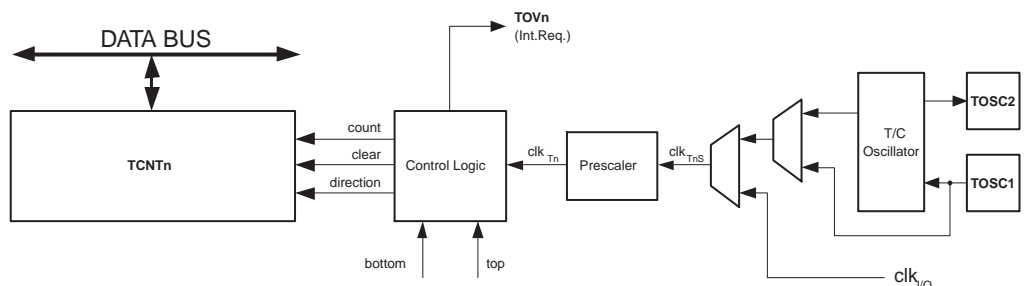 TOVn
(Int.Req.)
DATA BUS
TCNTn
count
clear
direction
Control Logic
clk Tn
Prescaler
clk TnS
T/C
Oscillator
TOSC2
TOSC1
bottom
top
clk I/O